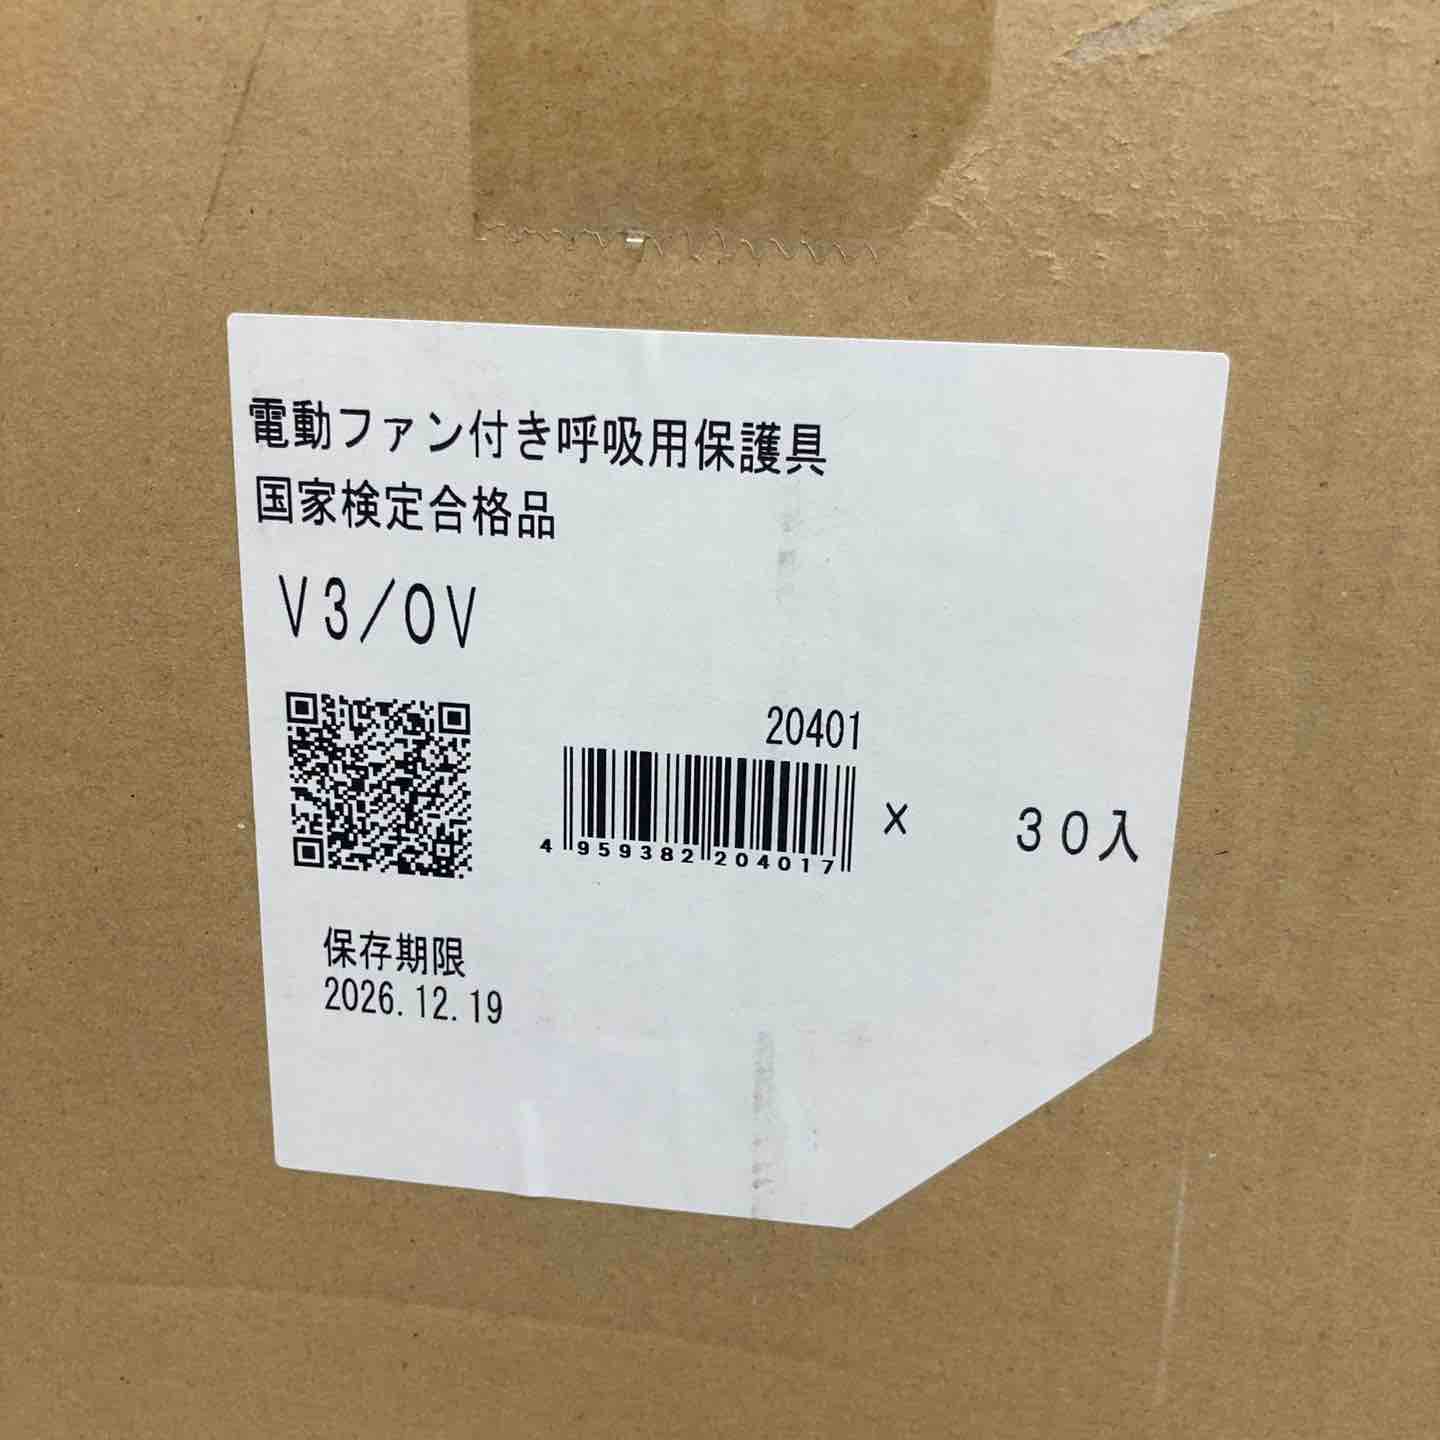 電動ファン付き呼吸用保護具
国家検定合格品
V3/OV
20401
× 30入
4 959382 204017
保存期限
2026.12.19